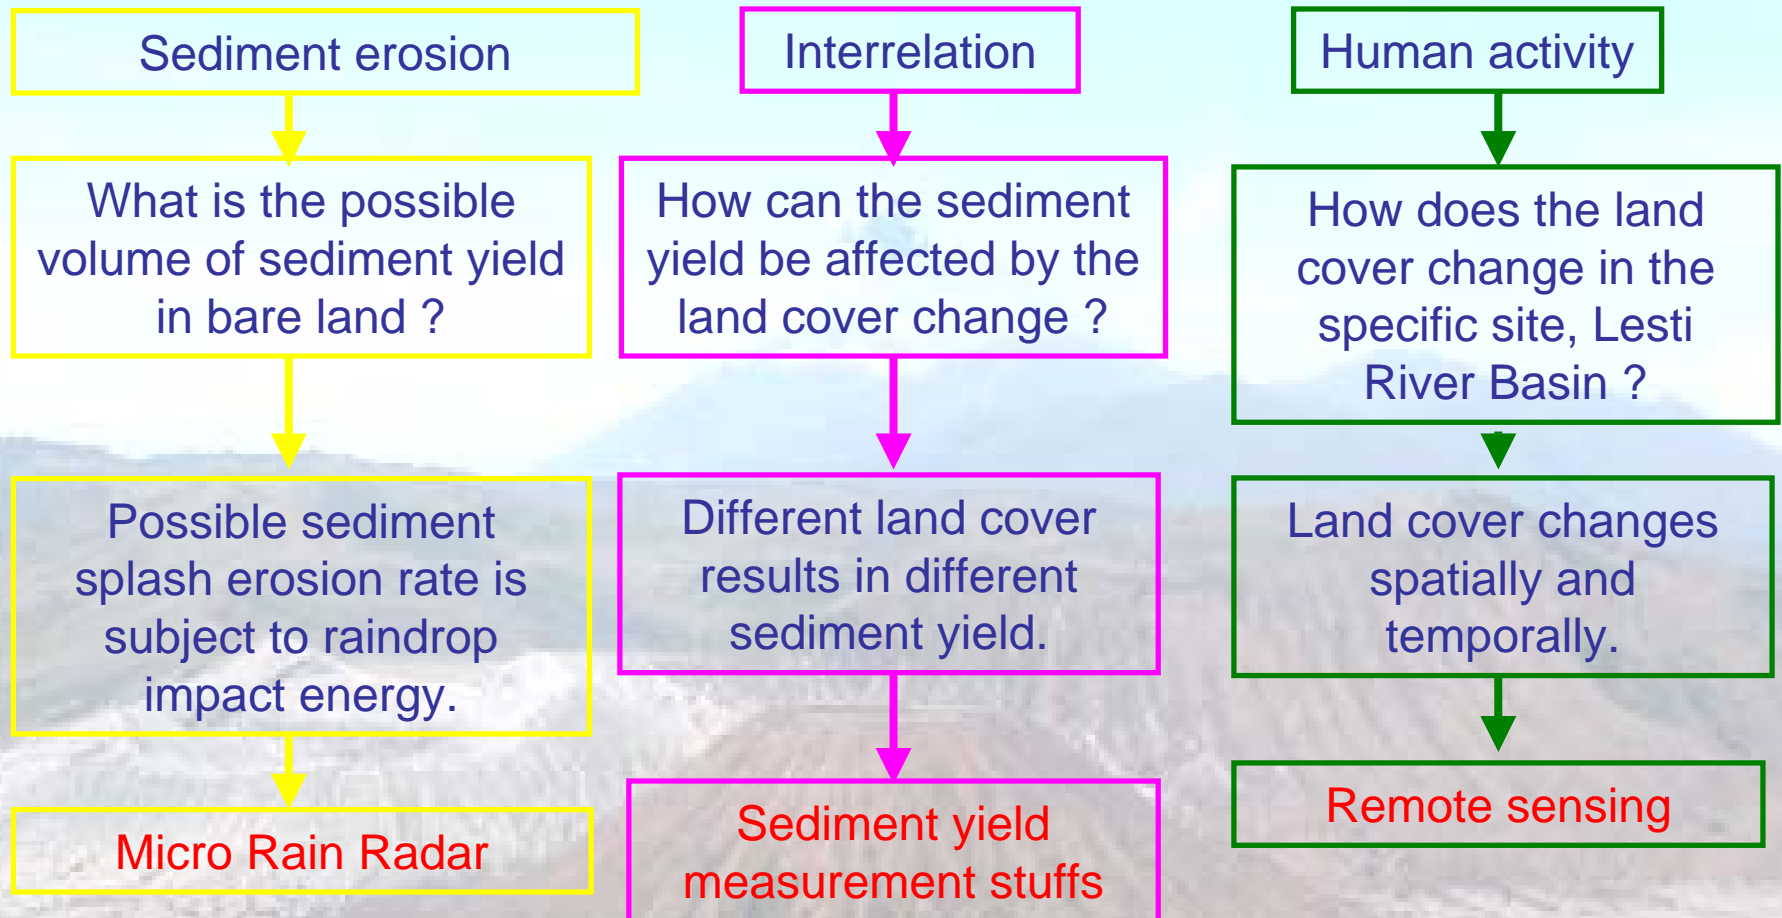 Sediment erosion
What is the possible
volume of sediment yield
in bare land ?
Possible sediment
splash erosion rate is
subject to raindrop
impact energy.
Micro Rain Radar
Interrelation
How can the sediment
yield be affected by the
land cover change ?
Different land cover
results in different
sediment yield.
Sediment yield
measurement stuffs
Human activity
How does the land
cover change in the
specific site, Lesti
River Basin ?
Land cover changes
spatially and
temporally.
Remote sensing